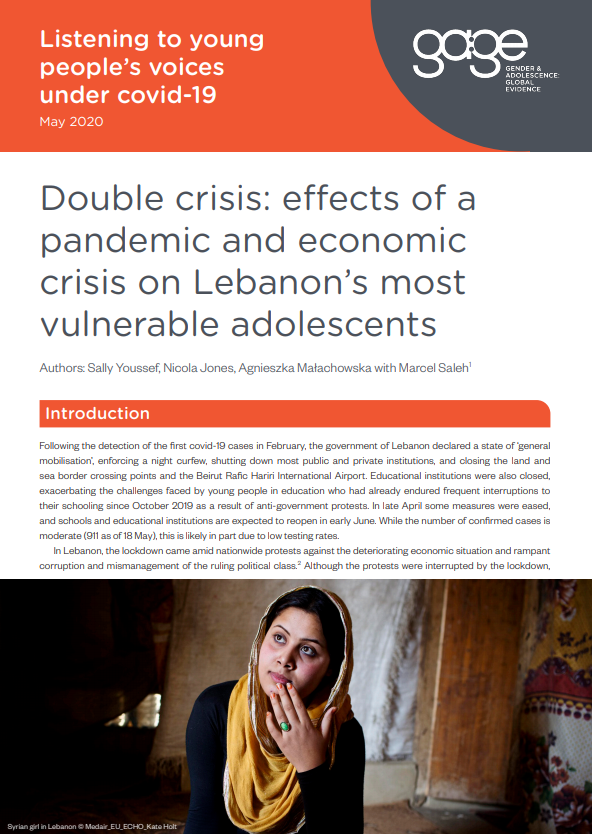 Listening to young
people's voices
under covid-19
May 2020
gage
GENDER &
ADOLESCENCE:
GLOBAL
EVIDENCE
Double crisis: effects of a
pandemic and economic
crisis on Lebanon's most
vulnerable adolescents
Authors: Sally Youssef, Nicola Jones, Agnieszka Małachowska with Marcel Saleh¹
Introduction
Following the detection of the first covid-19 cases in February, the government of Lebanon declared a state of 'general
mobilisation', enforcing a night curfew, shutting down most public and private institutions, and closing the land and
sea border crossing points and the Beirut Rafic Hariri International Airport. Educational institutions were also closed,
exacerbating the challenges faced by young people in education who had already endured frequent interruptions to
their schooling since October 2019 as a result of anti-government protests. In late April some measures were eased,
and schools and educational institutions are expected to reopen in early June. While the number of confirmed cases is
moderate (911 as of 18 May), this is likely in part due to low testing rates.
In Lebanon, the lockdown came amid nationwide protests against the deteriorating economic situation and rampant
corruption and mismanagement of the ruling political class.² Although the protests were interrupted by the lockdown,
Syrian girl in Lebanon © Medair_EU_ECHO_Kate Holt